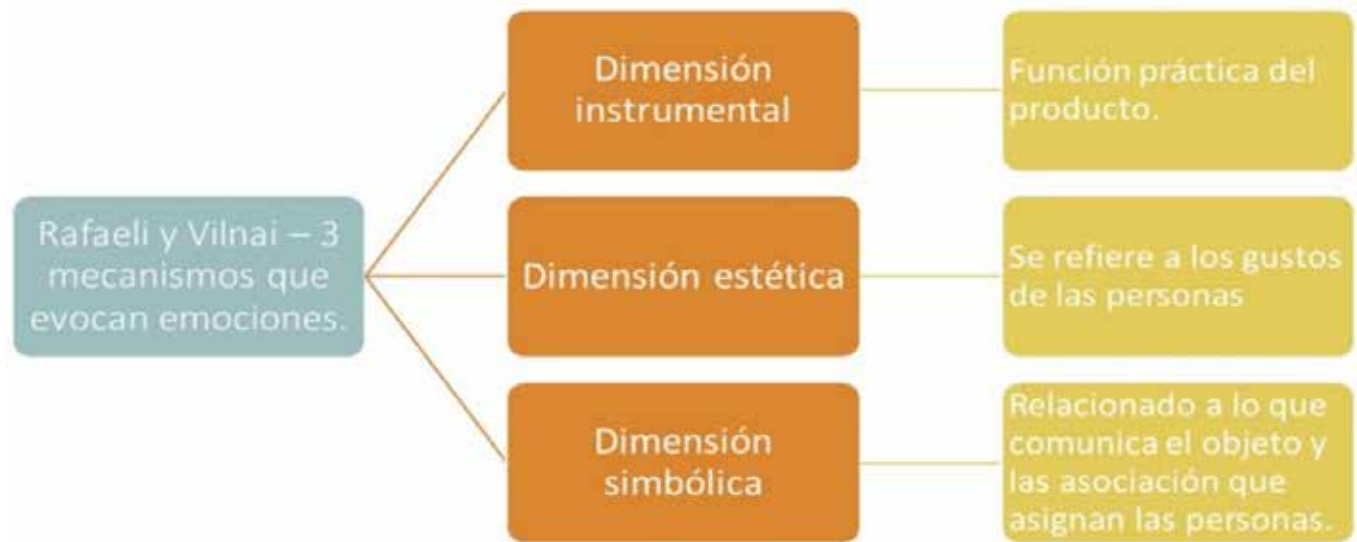 Rafaeli y Vilnai – 3
mecanismos que
evocan emociones.
Dimensión
instrumental
Función práctica del
producto.
Dimensión estética
Se refiere a los gustos
de las personas
Dimensión
simbólica
Relacionado a lo que
comunica el objeto y
las asociación que
asignan las personas.